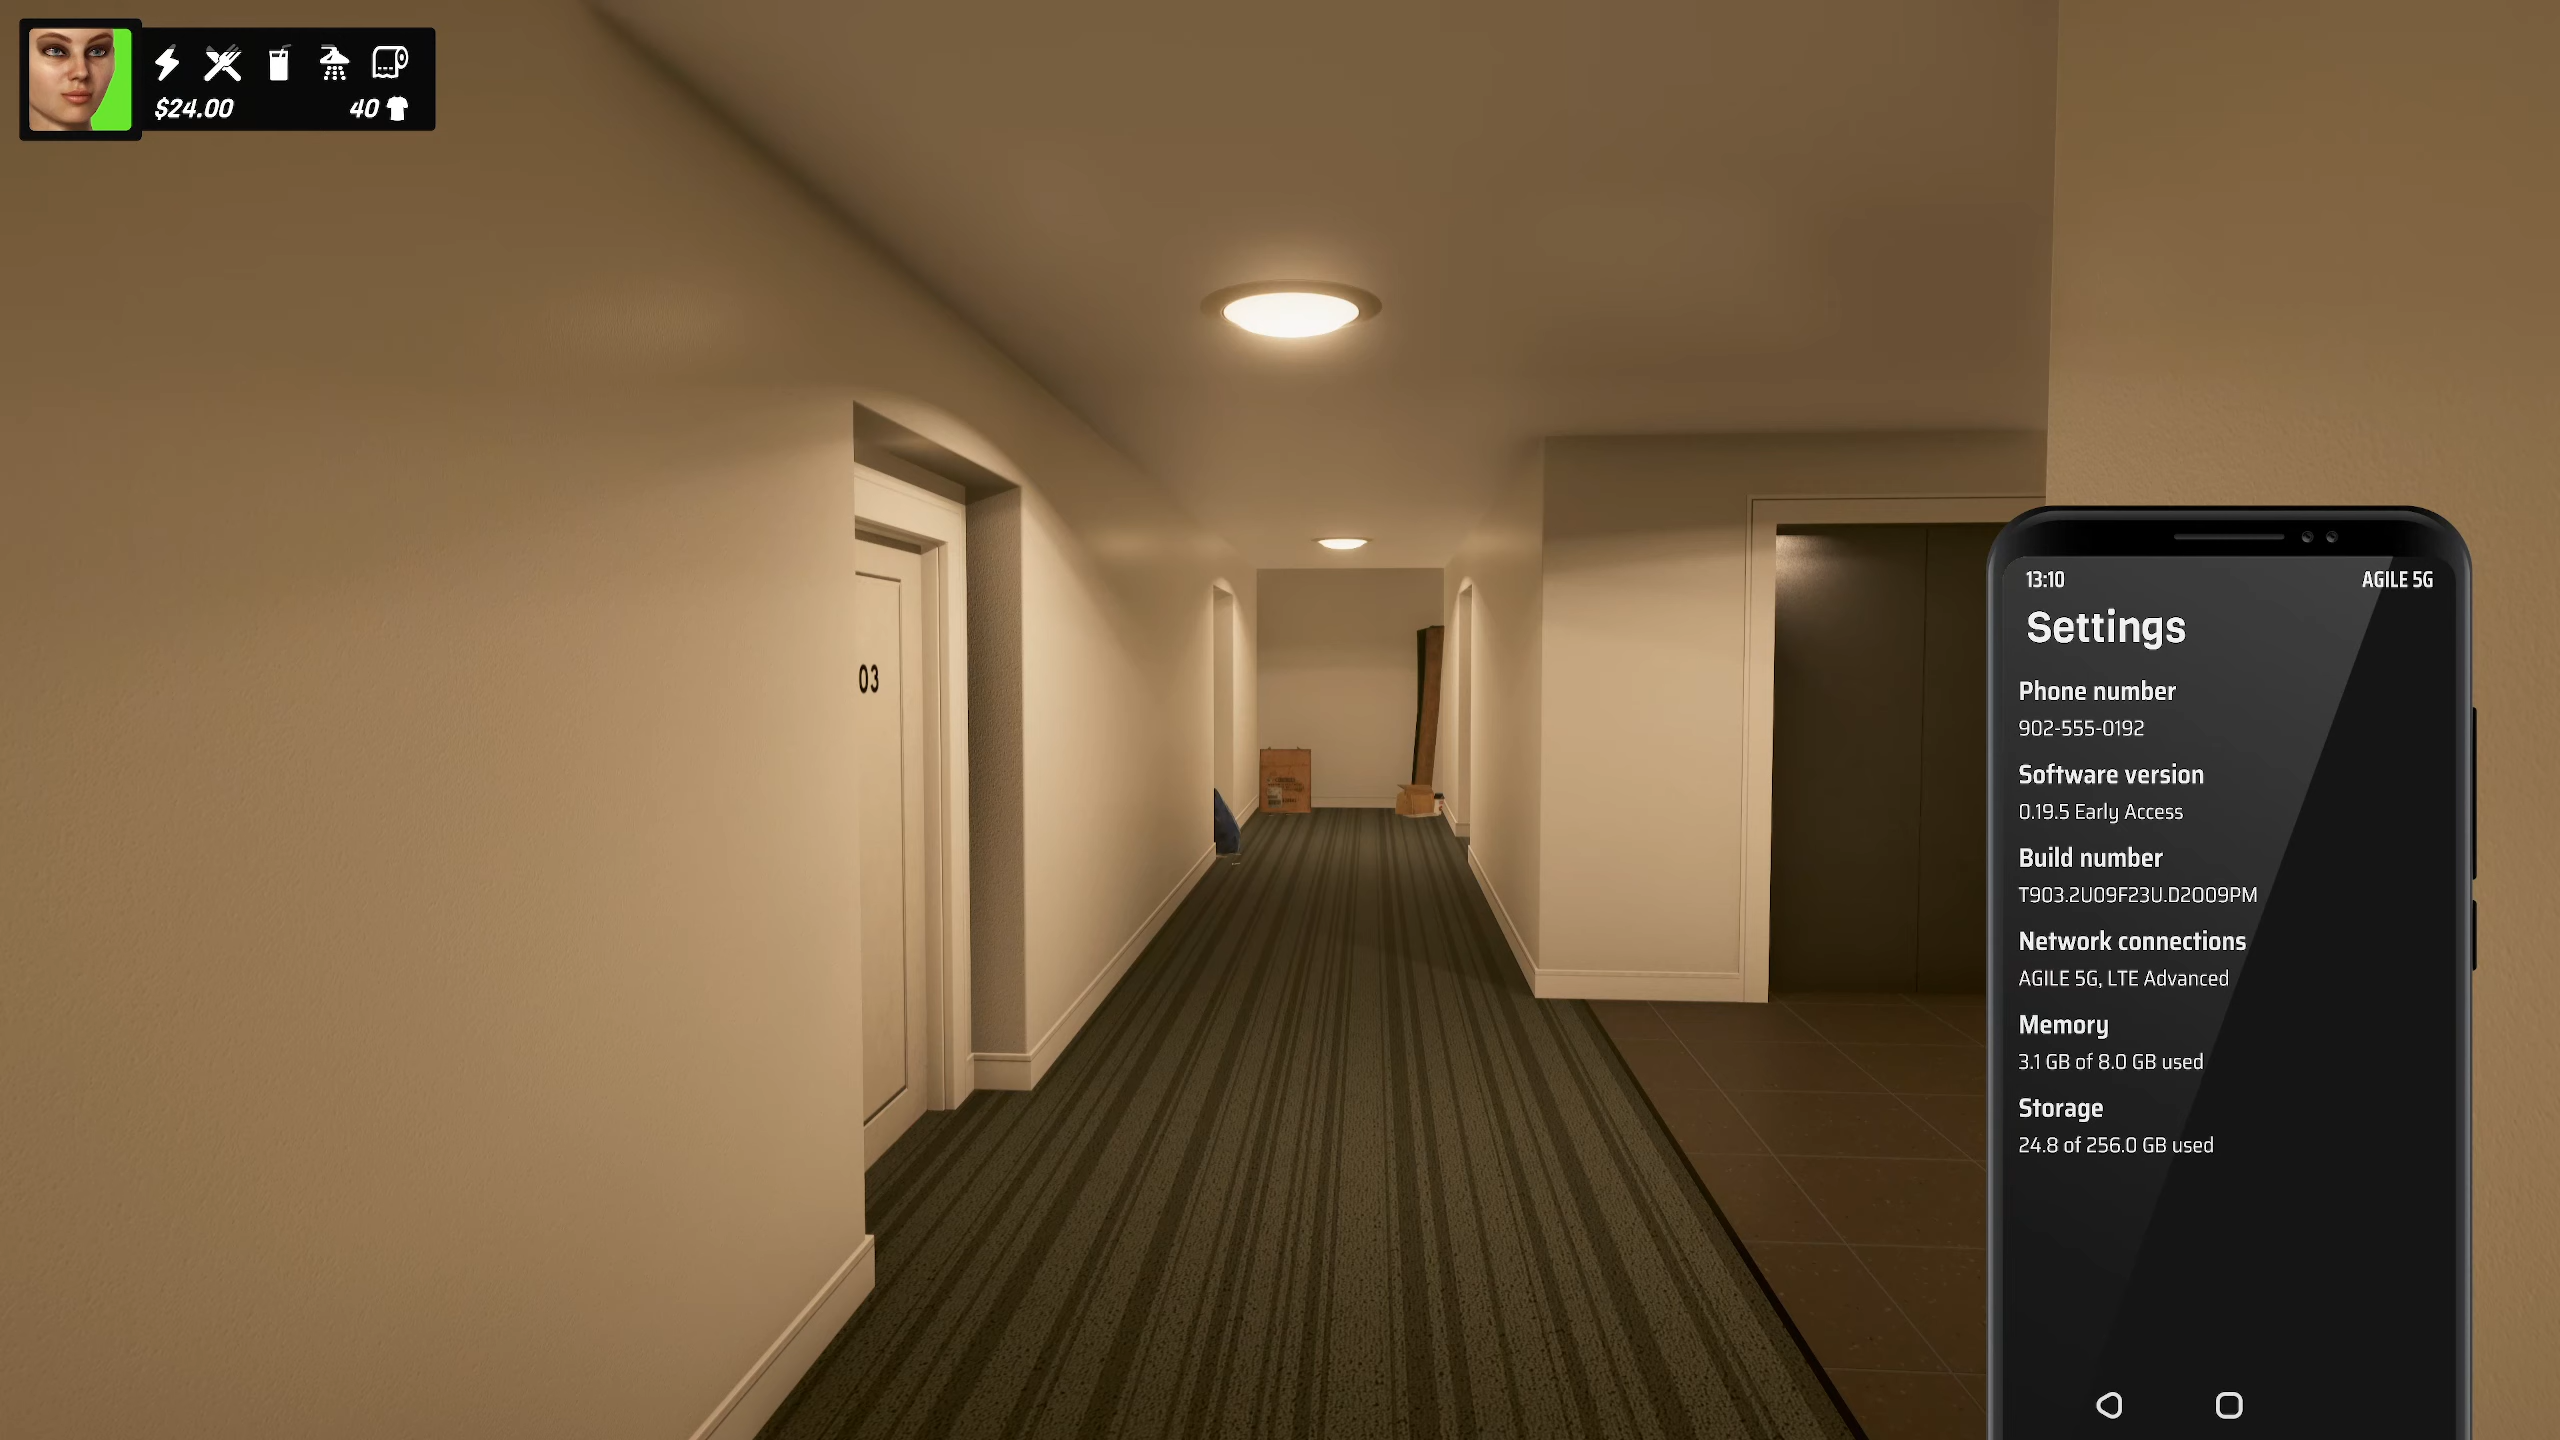 $24.00 40
03
13:10 AGILE 5G
Settings
Phone number
902-555-0192
Software version
0.19.5 Early Access
Build number
T903.2U09F23U.D2009PM
Network connections
AGILE 5G, LTE Advanced
Memory
3.1 GB of 8.0 GB used
Storage
24.8 of 256.0 GB used